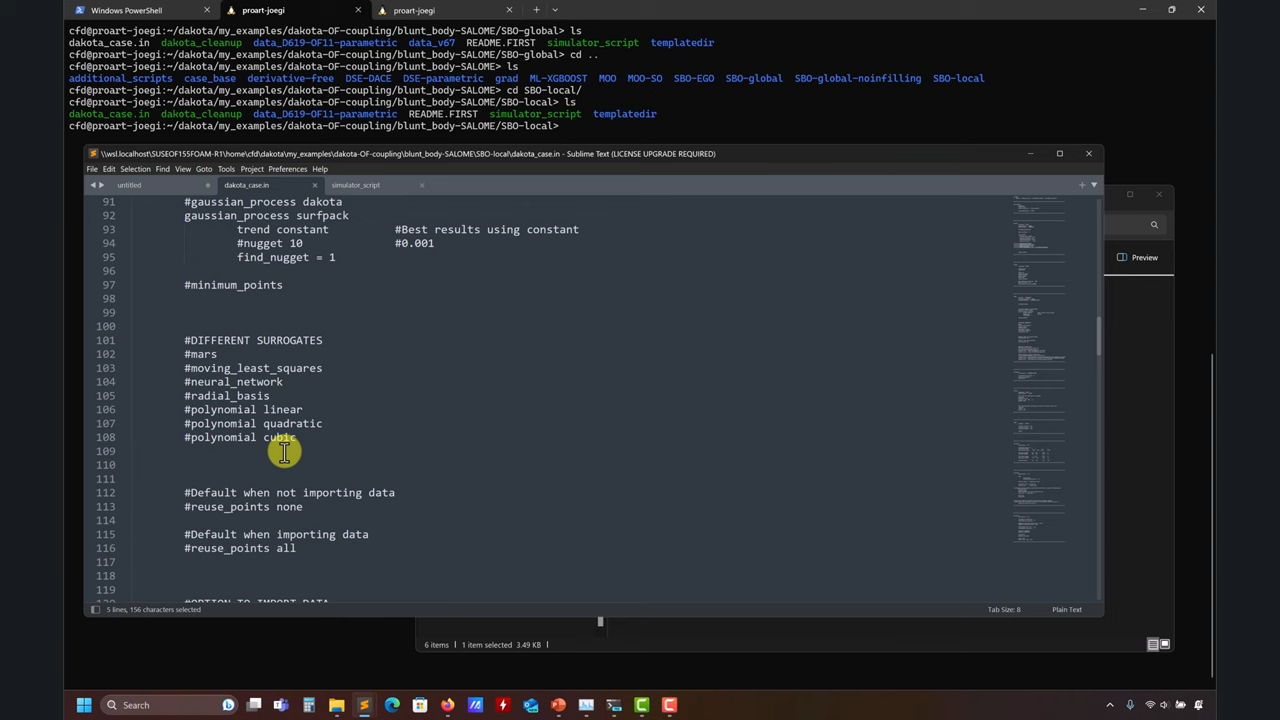 Windows PowerShell
proart-joegi
proart-joegi
cfd@proart-joegi:~/dakota/my_examples/dakota-OF-coupling/blunt_body-SALOME/SBO-global> ls
dakota_case.in dakota_cleanup data_D619-OF11-parametric data_v67 README.FIRST simulator_script templatedir
cfd@proart-joegi:~/dakota/my_examples/dakota-OF-coupling/blunt_body-SALOME/SBO-global> cd ..
cfd@proart-joegi:~/dakota/my_examples/dakota-OF-coupling/blunt_body-SALOME> ls
additional_scripts case_base derivative-free DSE-DACE DSE-parametric grad ML-XGBOOST MOO MOO-SO SBO-EGO SBO-global SBO-global-noinfilling SBO-local
cfd@proart-joegi:~/dakota/my_examples/dakota-OF-coupling/blunt_body-SALOME> cd SBO-local/
cfd@proart-joegi:~/dakota/my_examples/dakota-OF-coupling/blunt_body-SALOME/SBO-local> ls
dakota_case.in dakota_cleanup data_D619-OF11-parametric README.FIRST simulator_script templatedir
cfd@proart-joegi:~/dakota/my_examples/dakota-OF-coupling/blunt_body-SALOME/SBO-local>
\\wsl.localhost\SUSEOF155FOAM-R1\home\cfd\dakota\my_examples\dakota-OF-coupling\blunt_body-SALOME\SBO-local\dakota_case.in - Sublime Text (LICENSE UPGRADE REQUIRED)
File Edit Selection Find View Goto Tools Project Preferences Help
untitled dakota_case.in simulator_script
91 #gaussian_process dakota
92 gaussian_process surfpack
93 trend constant #Best results using constant
94 #nugget 10 #0.001
95 find_nugget = 1
96
97 #minimum_points
98
99
100
101 #DIFFERENT SURROGATES
102 #mars
103 #moving_least_squares
104 #neural_network
105 #radial_basis
106 #polynomial linear
107 #polynomial quadratic
108 #polynomial cubic
109
110
111
112 #Default when not importing data
113 #reuse_points none
114
115 #Default when importing data
116 #reuse_points all
117
118
119
#OPTION TO IMPORT DATA
5 lines, 156 characters selected
Tab Size: 8
Plain Text
Preview
6 items
1 item selected 3.49 KB
Search